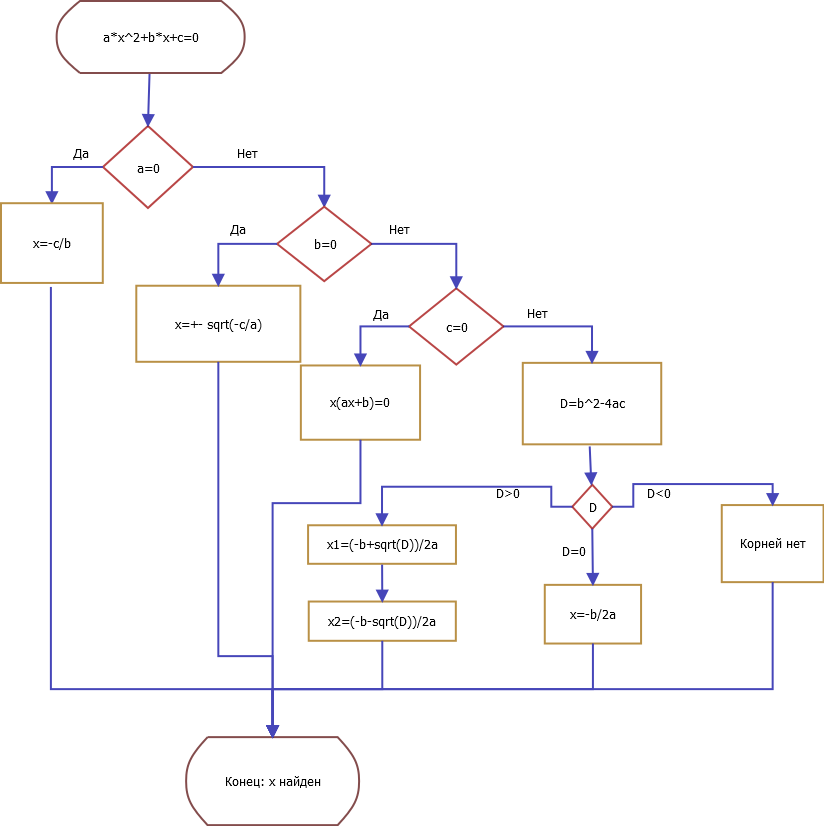 a*x^2+b*x+c=0
Да
Нет
a=0
Да
Нет
x=-c/b
b=0
Да
Нет
x=+- sqrt(-c/a)
c=0
x(ax+b)=0
D=b^2-4ac
D>0
D<0
D
x1=(-b+sqrt(D))/2a
Корней нет
D=0
x2=(-b-sqrt(D))/2a
x=-b/2a
Конец: x найден